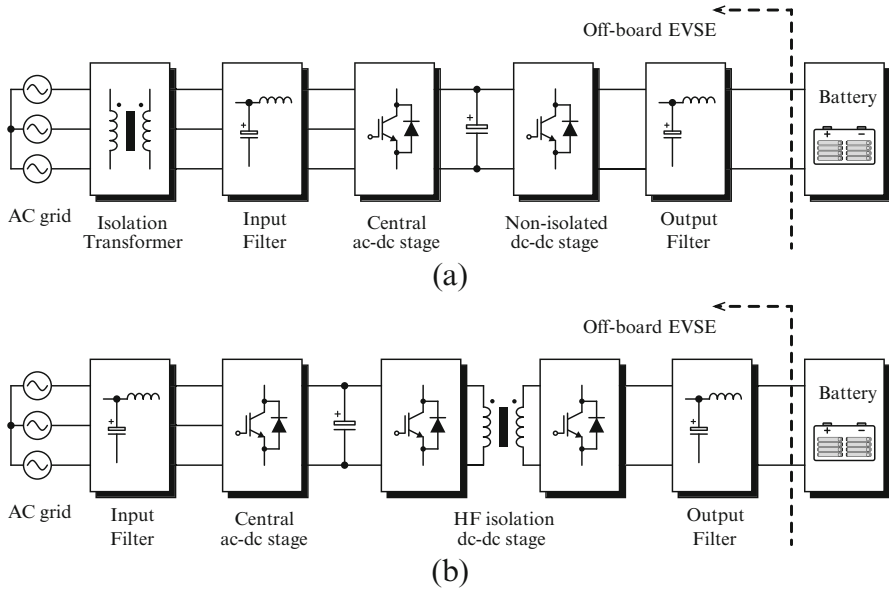 Off-board EVSE
Battery
+ −
+
+
+
AC grid
Isolation
Transformer
Input
Filter
Central
ac-dc stage
Non-isolated
dc-dc stage
Output
Filter
(a)
Off-board EVSE
Battery
+ −
+
+
+
AC grid
Input
Filter
Central
ac-dc stage
HF isolation
dc-dc stage
Output
Filter
(b)